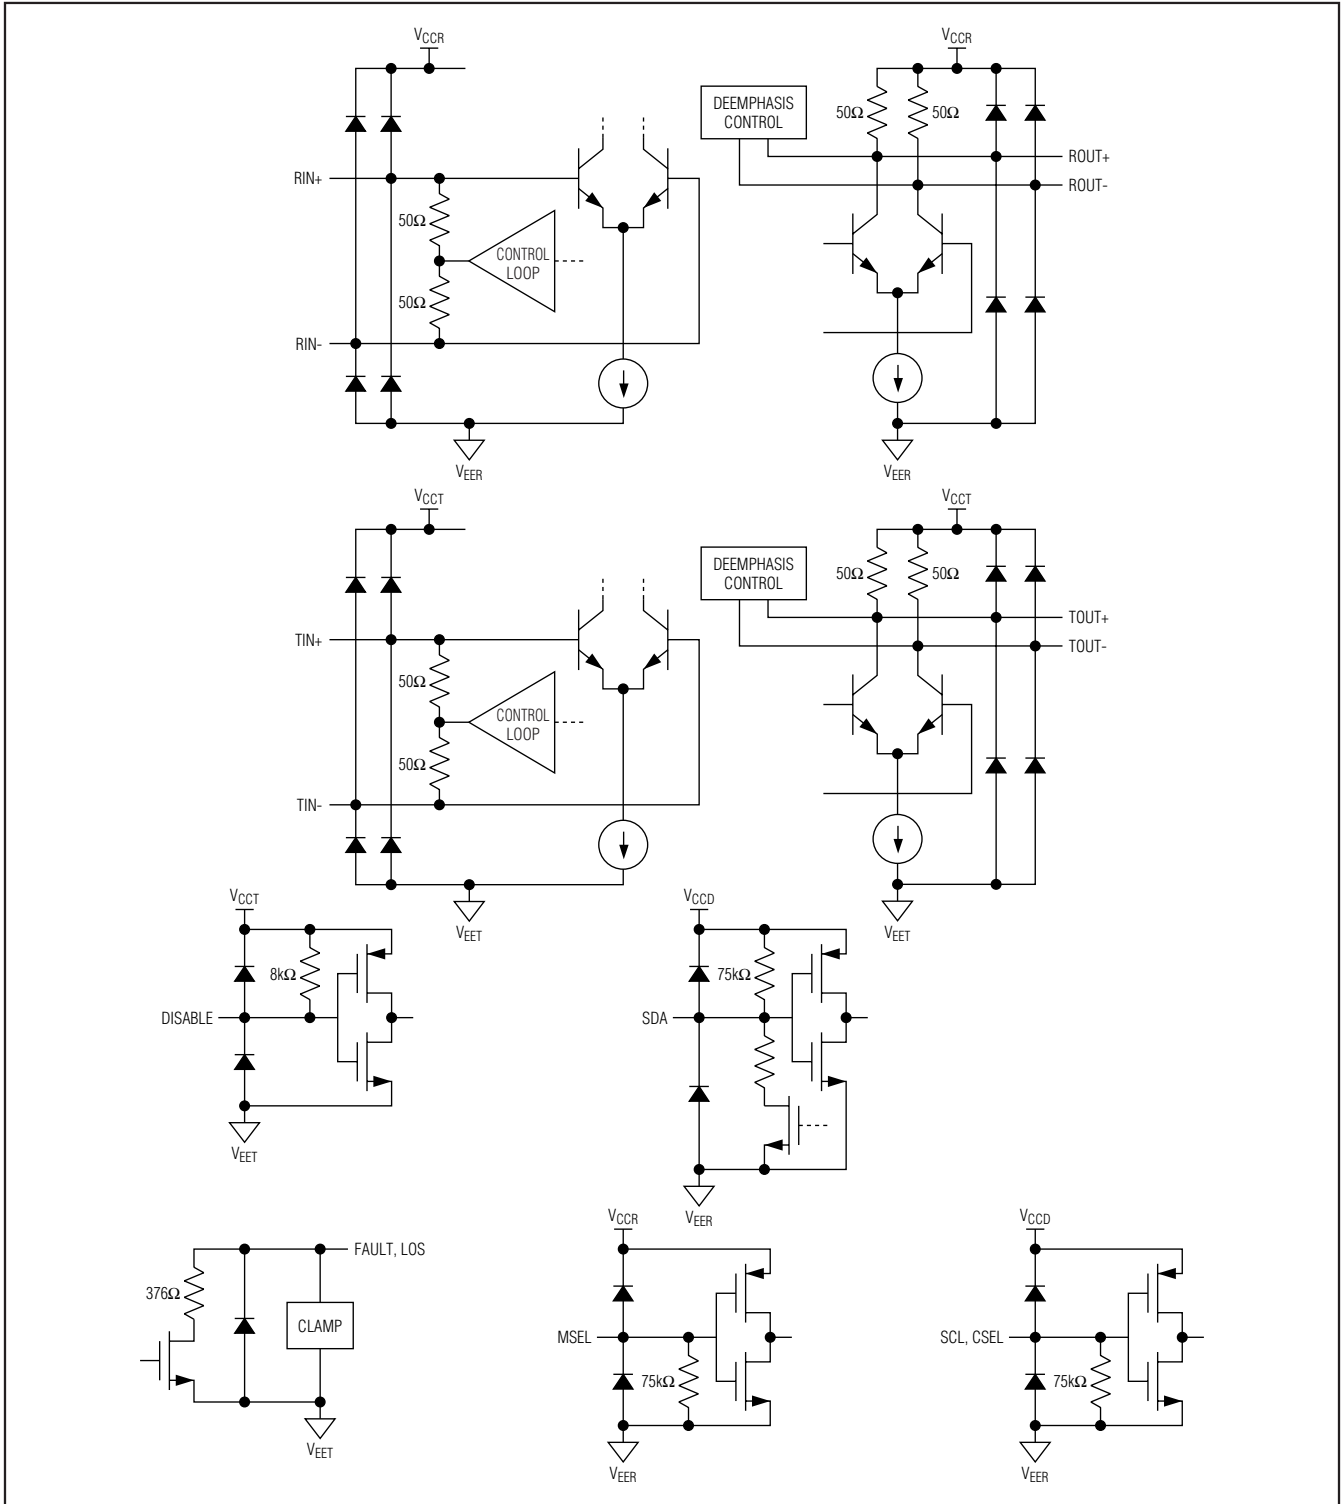 VCCR
VCCR
DEEMPHASIS
CONTROL
50Ω
50Ω
ROUT+
ROUT-
RIN+
50Ω
CONTROL
LOOP
50Ω
RIN-
VEER
VEER
VCCT
VCCT
DEEMPHASIS
CONTROL
50Ω
50Ω
TOUT+
TOUT-
TIN+
50Ω
CONTROL
LOOP
50Ω
TIN-
VEET
VEET
VCCT
8kΩ
DISABLE
VEET
VCCD
75kΩ
SDA
VEER
FAULT, LOS
376Ω
CLAMP
VEET
VCCR
MSEL
75kΩ
VEER
VCCD
SCL, CSEL
75kΩ
VEER